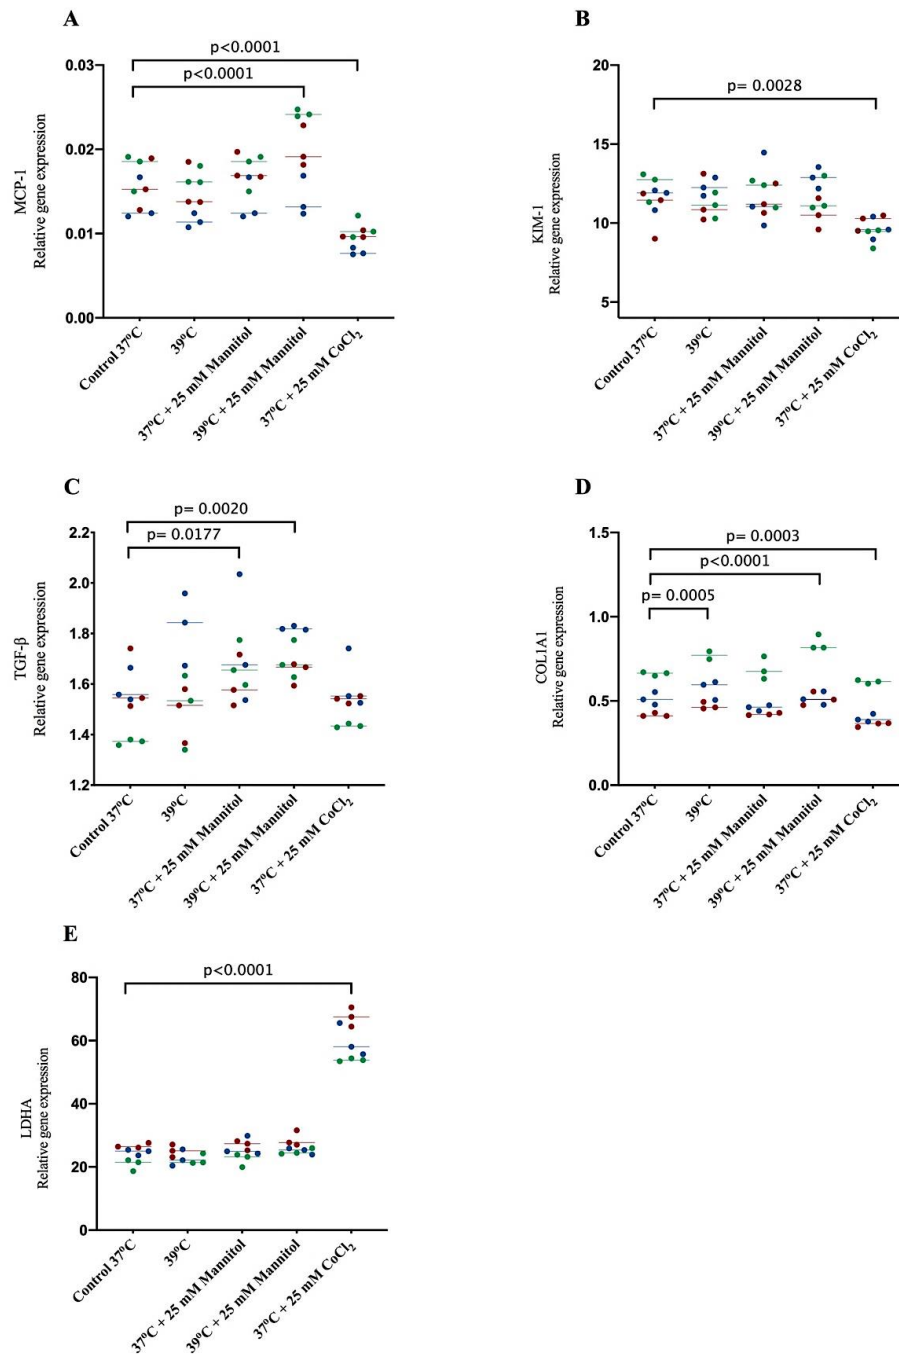 A
p<0.0001
p<0.0001
0.03
0.02
0.01
0.00
MCP-1
Relative gene expression
Control 37ºC
39ºC
37ºC + 25 mM Mannitol
39ºC + 25 mM Mannitol
37ºC + 25 mM CoCl₂
B
p= 0.0028
20
15
10
5
KIM-1
Relative gene expression
Control 37ºC
39ºC
37ºC + 25 mM Mannitol
39ºC + 25 mM Mannitol
37ºC + 25 mM CoCl₂
C
p= 0.0020
p= 0.0177
2.2
2.0
1.8
1.6
1.4
1.2
TGF-β
Relative gene expression
Control 37ºC
39ºC
37ºC + 25 mM Mannitol
39ºC + 25 mM Mannitol
37ºC + 25 mM CoCl₂
D
p= 0.0003
p<0.0001
p= 0.0005
1.5
1.0
0.5
0.0
COL1A1
Relative gene expression
Control 37ºC
39ºC
37ºC + 25 mM Mannitol
39ºC + 25 mM Mannitol
37ºC + 25 mM CoCl₂
E
p<0.0001
80
60
40
20
0
LDHA
Relative gene expression
Control 37ºC
39ºC
37ºC + 25 mM Mannitol
39ºC + 25 mM Mannitol
37ºC + 25 mM CoCl₂